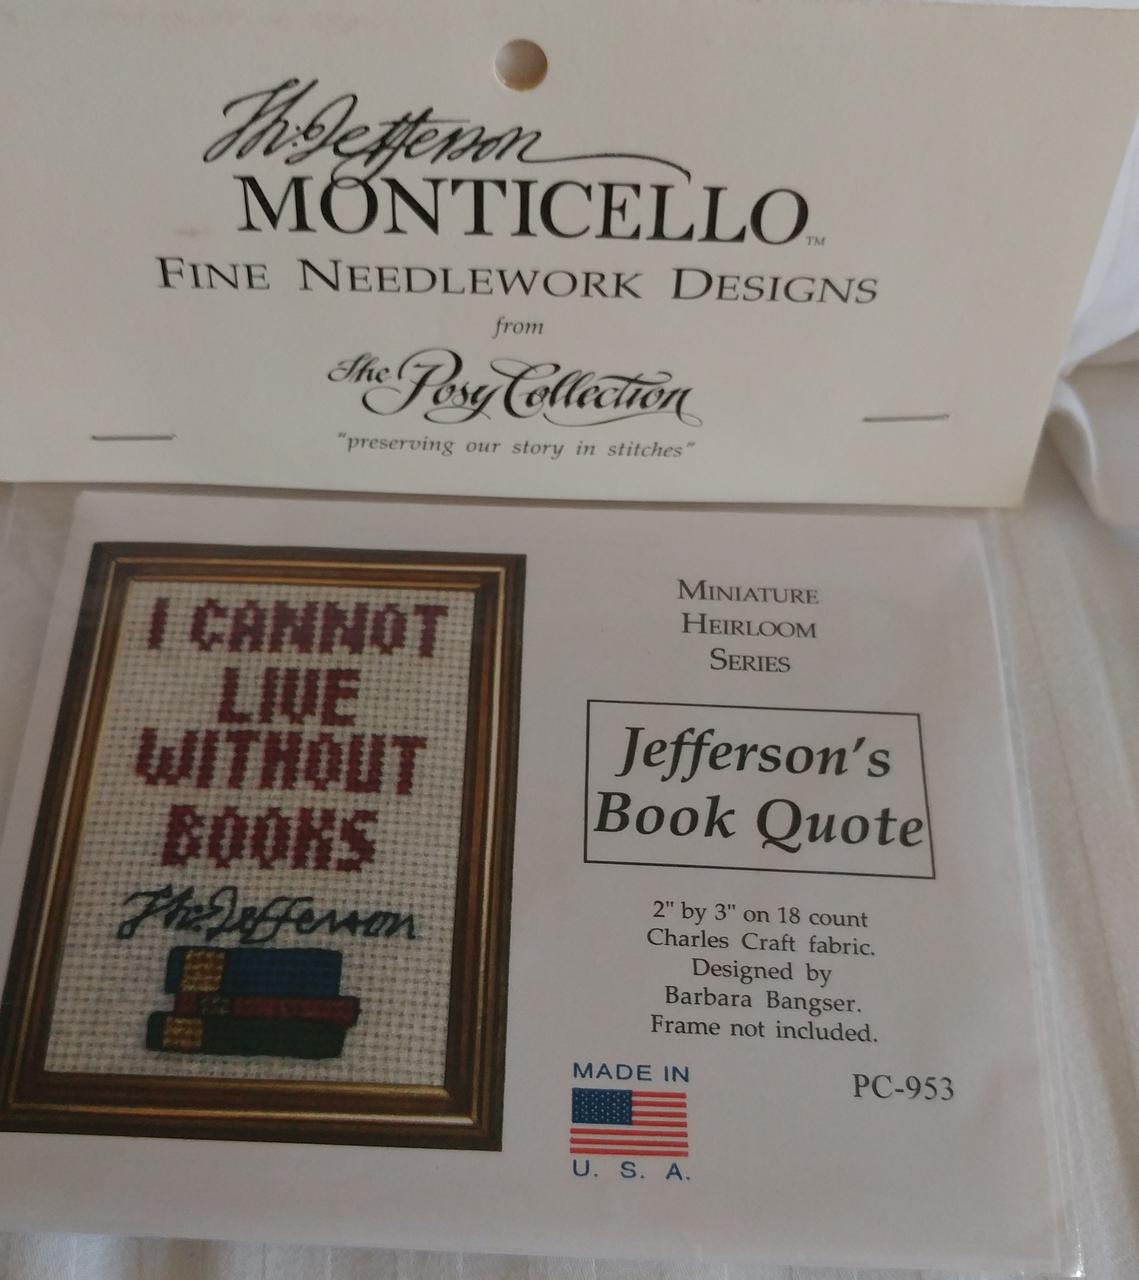 Th. Jefferson
MONTICELLO™
FINE NEEDLEWORK DESIGNS
from
The Posy Collection
"preserving our story in stitches"
I CANNOT
LIVE
WITHOUT
BOOKS
Th. Jefferson
MINIATURE
HEIRLOOM
SERIES
Jefferson's
Book Quote
2" by 3" on 18 count
Charles Craft fabric.
Designed by
Barbara Bangser.
Frame not included.
MADE IN
U. S. A.
PC-953